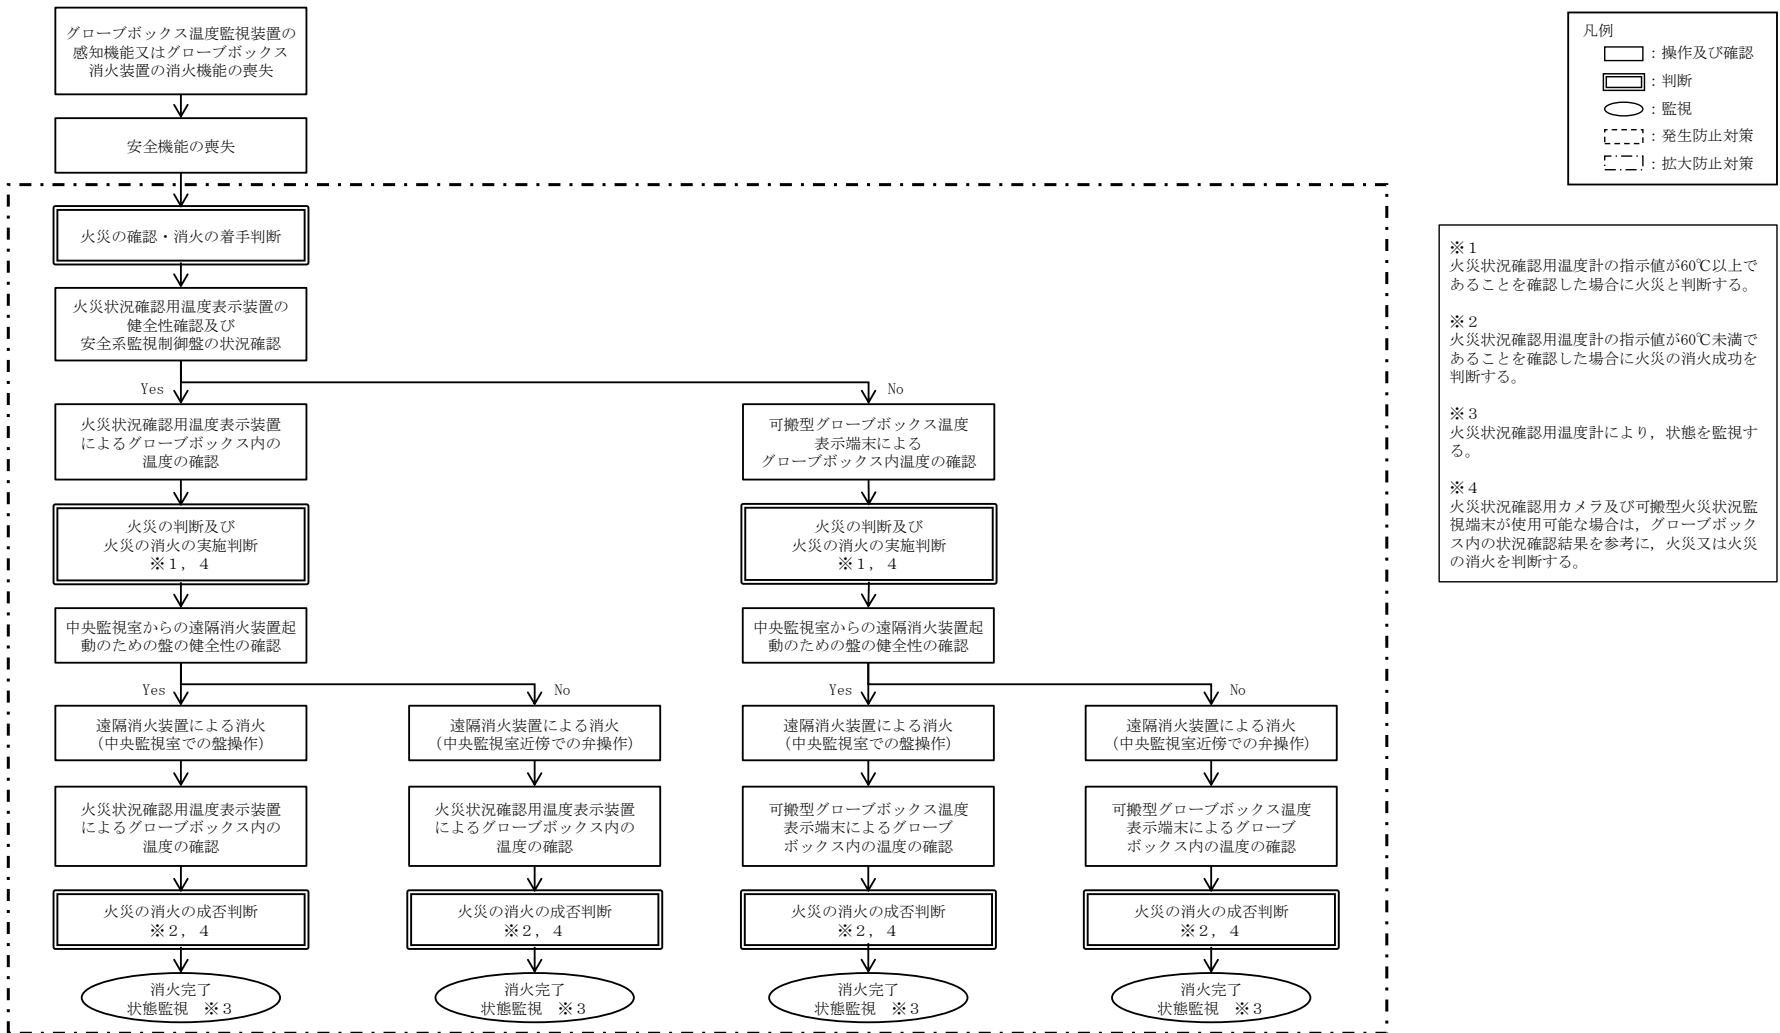 グローブボックス温度監視装置の
感知機能又はグローブボックス
消火装置の消火機能の喪失
安全機能の喪失
火災の確認・消火の着手判断
火災状況確認用温度表示装置の
健全性確認及び
安全系監視制御盤の状況確認
Yes
No
火災状況確認用温度表示装置
によるグローブボックス内の
温度の確認
可搬型グローブボックス温度
表示端末による
グローブボックス内温度の確認
火災の判断及び
火災の消火の実施判断
※1，4
火災の判断及び
火災の消火の実施判断
※1，4
中央監視室からの遠隔消火装置起
動のための盤の健全性の確認
中央監視室からの遠隔消火装置起
動のための盤の健全性の確認
Yes
No
Yes
No
遠隔消火装置による消火
（中央監視室での盤操作）
遠隔消火装置による消火
（中央監視室近傍での弁操作）
遠隔消火装置による消火
（中央監視室での盤操作）
遠隔消火装置による消火
（中央監視室近傍での弁操作）
火災状況確認用温度表示装置
によるグローブボックス内の
温度の確認
火災状況確認用温度表示装置
によるグローブボックス内の
温度の確認
可搬型グローブボックス温度
表示端末によるグローブ
ボックス内の温度の確認
可搬型グローブボックス温度
表示端末によるグローブ
ボックス内の温度の確認
火災の消火の成否判断
※2，4
火災の消火の成否判断
※2，4
火災の消火の成否判断
※2，4
火災の消火の成否判断
※2，4
消火完了
状態監視　※3
消火完了
状態監視　※3
消火完了
状態監視　※3
消火完了
状態監視　※3
凡例
：操作及び確認
：判断
：監視
：発生防止対策
：拡大防止対策
※1
火災状況確認用温度計の指示値が60℃以上で
あることを確認した場合に火災と判断する。
※2
火災状況確認用温度計の指示値が60℃未満で
あることを確認した場合に火災の消火成功を
判断する。
※3
火災状況確認用温度計により，状態を監視す
る。
※4
火災状況確認用カメラ及び可搬型火災状況監
視端末が使用可能な場合は，グローブボック
ス内の状況確認結果を参考に，火災又は火災
の消火を判断する。